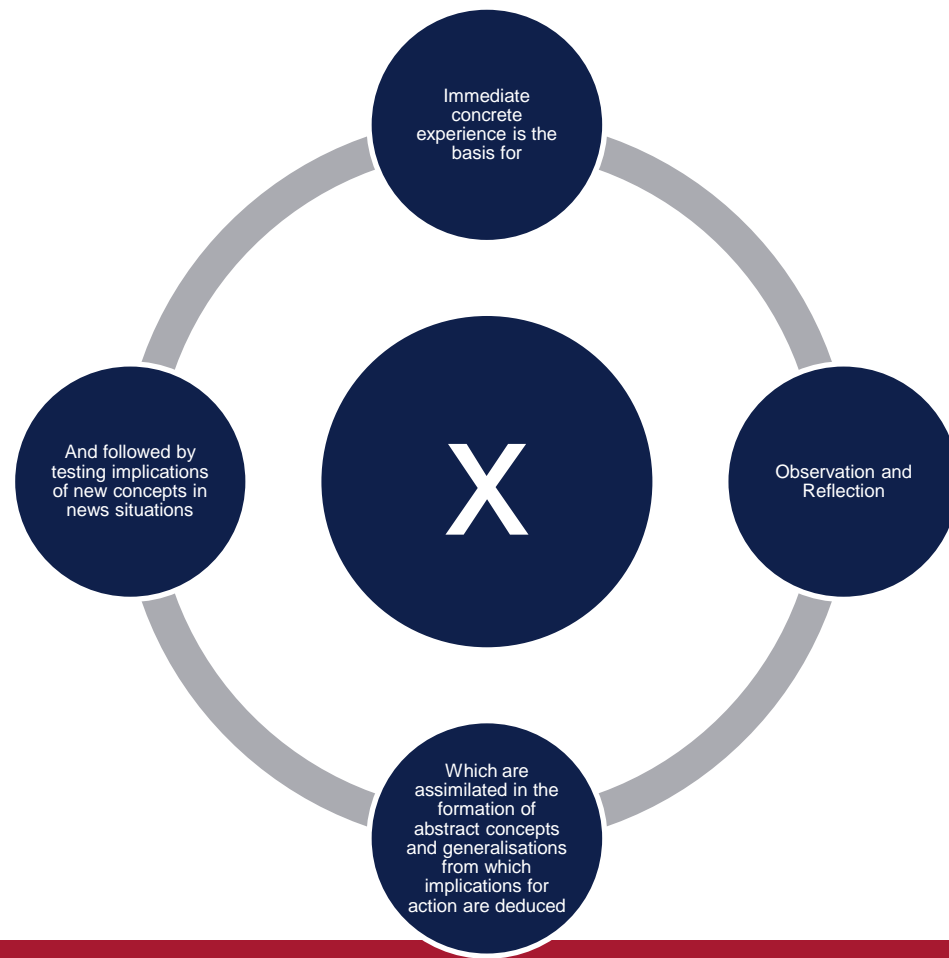 Immediate
concrete
experience is the
basis for
Observation and
Reflection
Which are
assimilated in the
formation of
abstract concepts
and generalisations
from which
implications for
action are deduced
And followed by
testing implications
of new concepts in
news situations
X